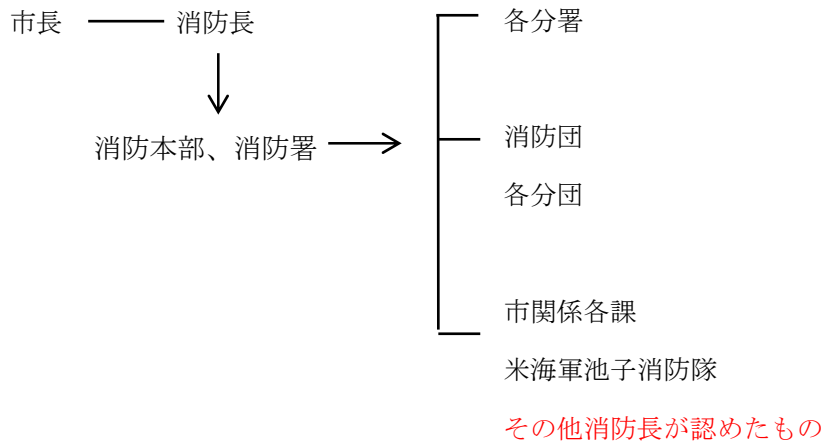 市長
消防長
各分署
消防本部、消防署
消防団
各分団
市関係各課
米海軍池子消防隊
その他消防長が認めたもの